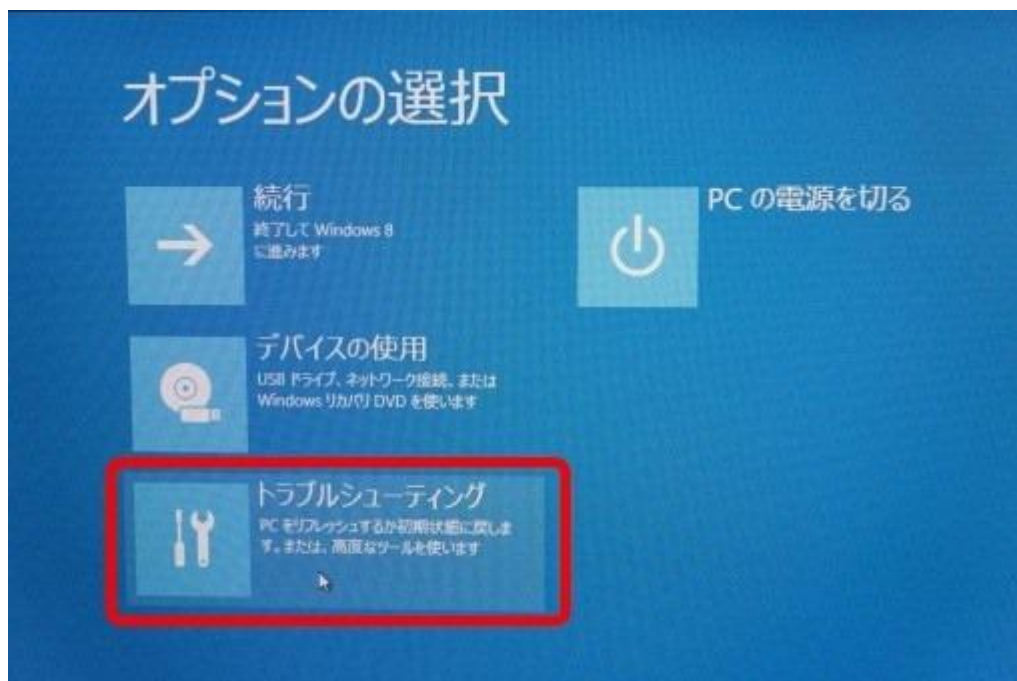 オプションの選択
続行
終了して Windows 8
に進みます
PC の電源を切る
デバイスの使用
USB ドライブ、ネットワーク接続、または
Windows リカバリ DVD を使います
トラブルシューティング
PC をリフレッシュするか初期状態に戻しま
す。または、高度なツールを使います